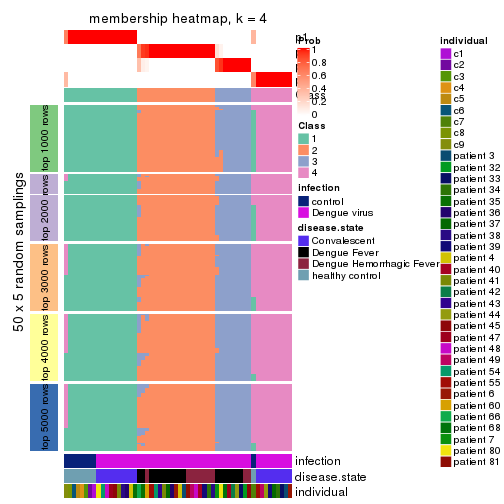 membership heatmap, k = 4
p1
Prob
1
0.8
0.6
0.4
0.2
0
Class
1
2
3
4
infection
control
Dengue virus
disease.state
Convalescent
Dengue Fever
Dengue Hemorrhagic Fever
healthy control
50 x 5 random samplings
top 1000 rows
top 2000 rows
top 3000 rows
top 4000 rows
top 5000 rows
infection
disease.state
individual
individual
c1
c2
c3
c4
c5
c6
c7
c8
c9
patient 3
patient 32
patient 33
patient 34
patient 35
patient 36
patient 37
patient 38
patient 39
patient 4
patient 40
patient 41
patient 42
patient 43
patient 44
patient 45
patient 47
patient 48
patient 49
patient 54
patient 55
patient 6
patient 60
patient 66
patient 68
patient 7
patient 80
patient 81